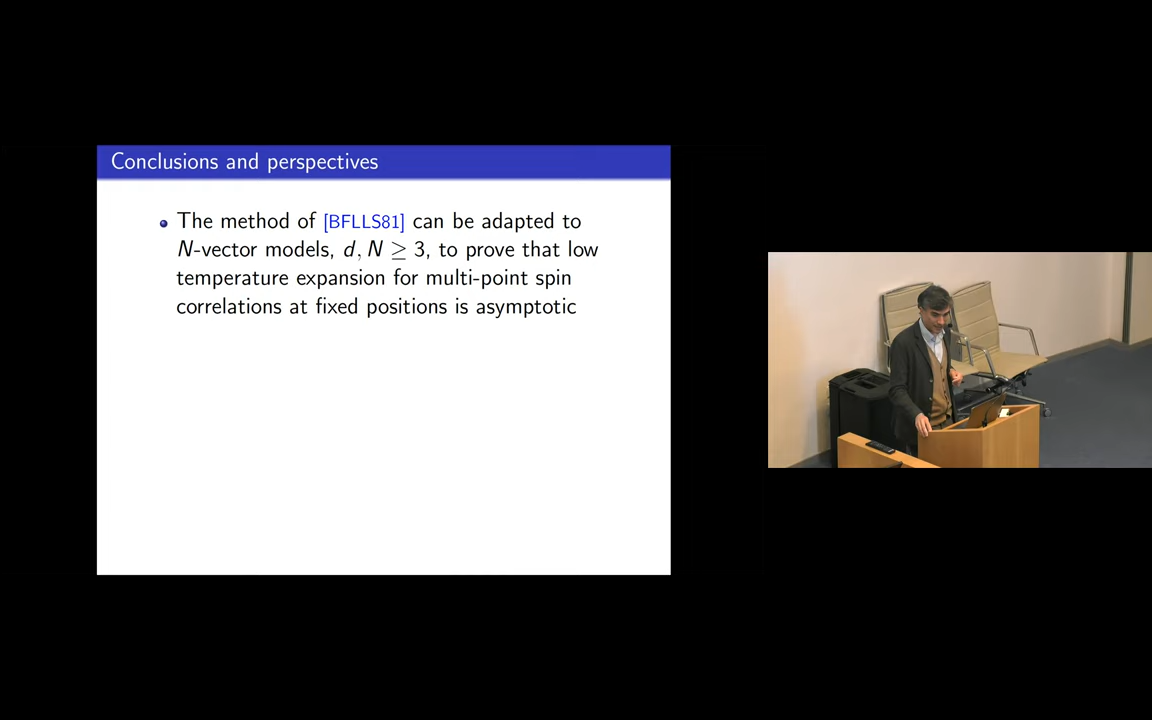 Conclusions and perspectives
The method of [BFLLS81] can be adapted to
N-vector models, d, N ≥ 3, to prove that low
temperature expansion for multi-point spin
correlations at fixed positions is asymptotic